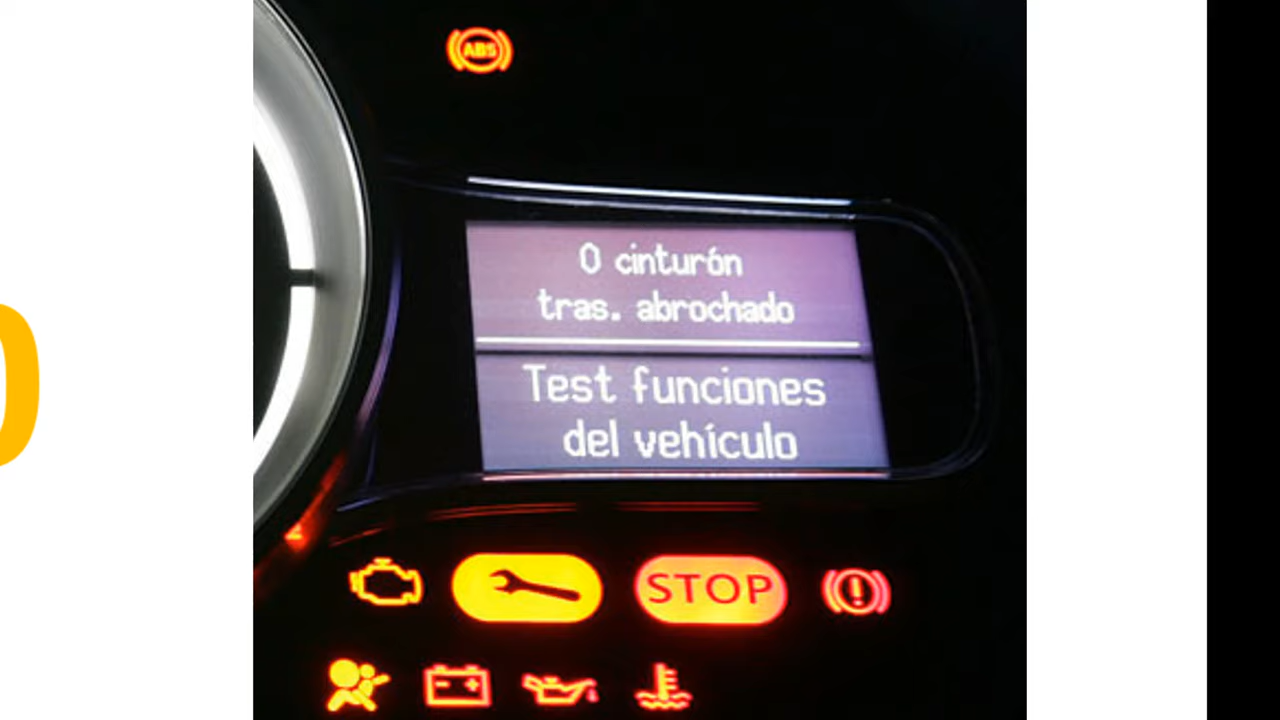 ABS
0 cinturón
tras. abrochado
Test funciones
del vehículo
STOP